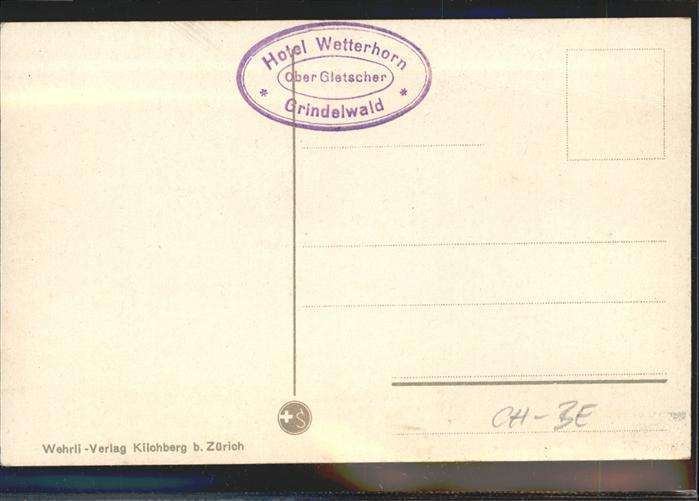 Hotel Wetterhorn
Ober Gletscher
* Grindelwald *
CH-BE
Wehrli-Verlag Kilchberg b. Zürich